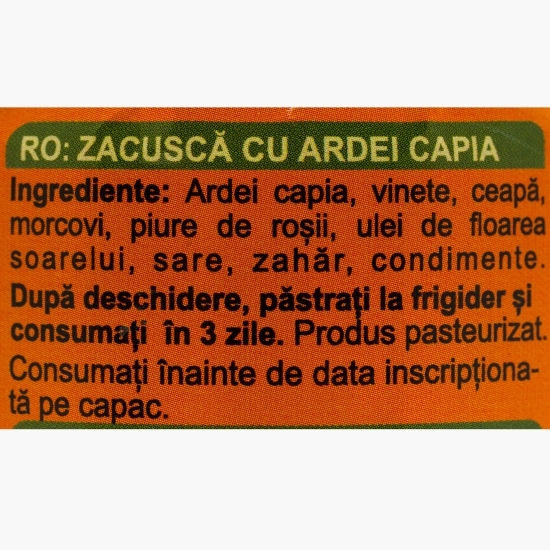 RO: ZACUSCĂ CU ARDEI CAPIA
Ingrediente: Ardei capia, vinete, ceapă,
morcovi, piure de roșii, ulei de floarea
soarelui, sare, zahăr, condimente.
După deschidere, păstrați la frigider și
consumați în 3 zile. Produs pasteurizat.
Consumați înainte de data inscripționa-
tă pe capac.